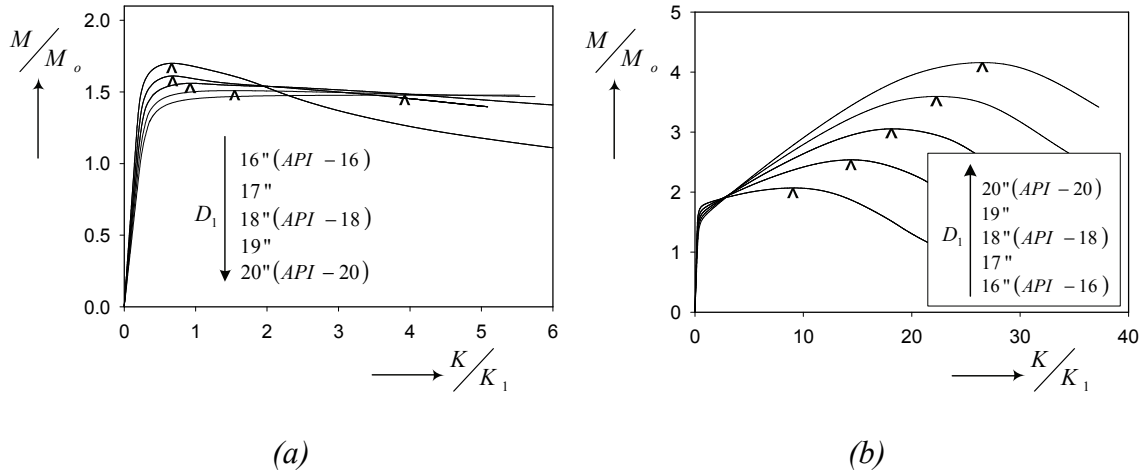 M/M_o
2.0
1.5
1.0
0.5
0.0
16"(API – 16)
17"
18"(API – 18)
19"
20"(API – 20)
D_1
0 1 2 3 4 5 6
K/K_1
(a)
M/M_o
5
4
3
2
1
0
20"(API – 20)
19"
18"(API – 18)
17"
16"(API – 16)
D_1
0 10 20 30 40
K/K_1
(b)